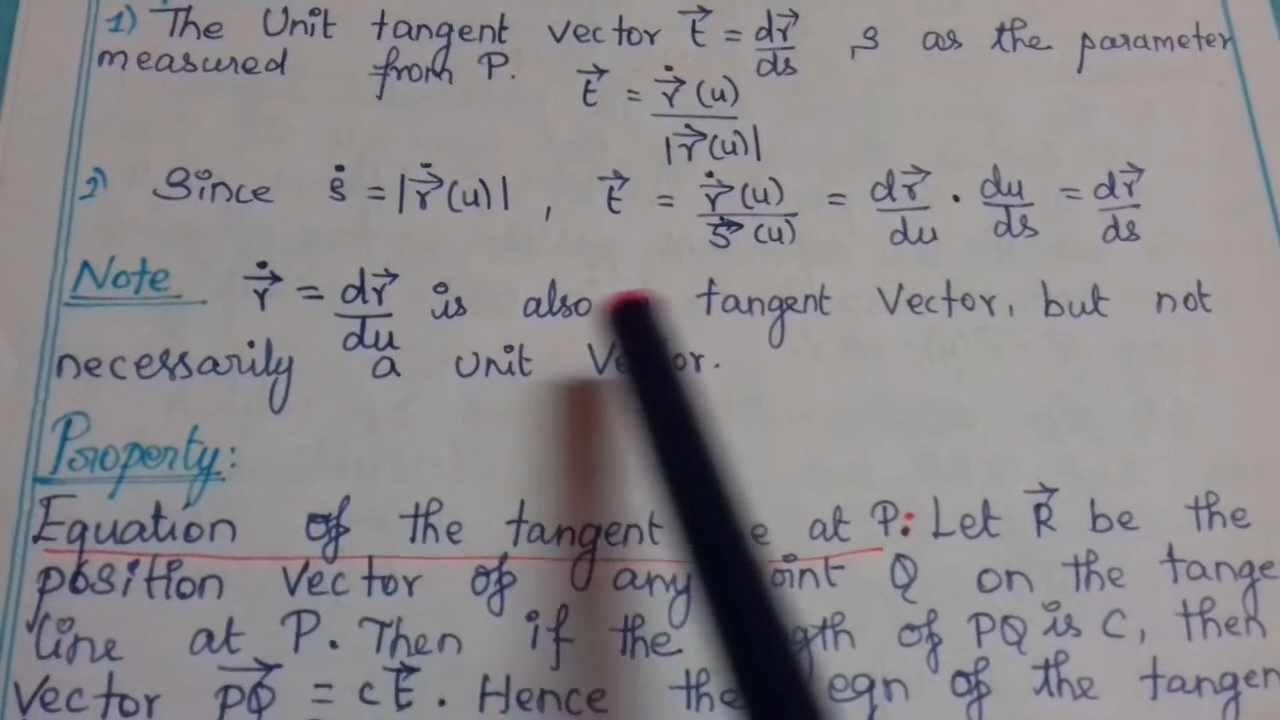 1) The Unit tangent vector t⃗ = dr⃗/ds, s as the parameter
measured from P.
t⃗ = ṙ⃗(u)/|ṙ⃗(u)|
2) Since ṡ = |ṙ⃗(u)|, t⃗ = ṙ⃗(u)/s⃗(u) = dr⃗/du . du/ds = dr⃗/ds
Note ṙ⃗ = dr⃗/du is also tangent Vector, but not
necessarily a unit Vector.
Property:
Equation of the tangent at P: Let R⃗ be the
position vector of any Q on the tange
line at P. Then if the of PQ is C, then
Vector PQ⃗ = ct⃗. Hence the eqn of the tangen